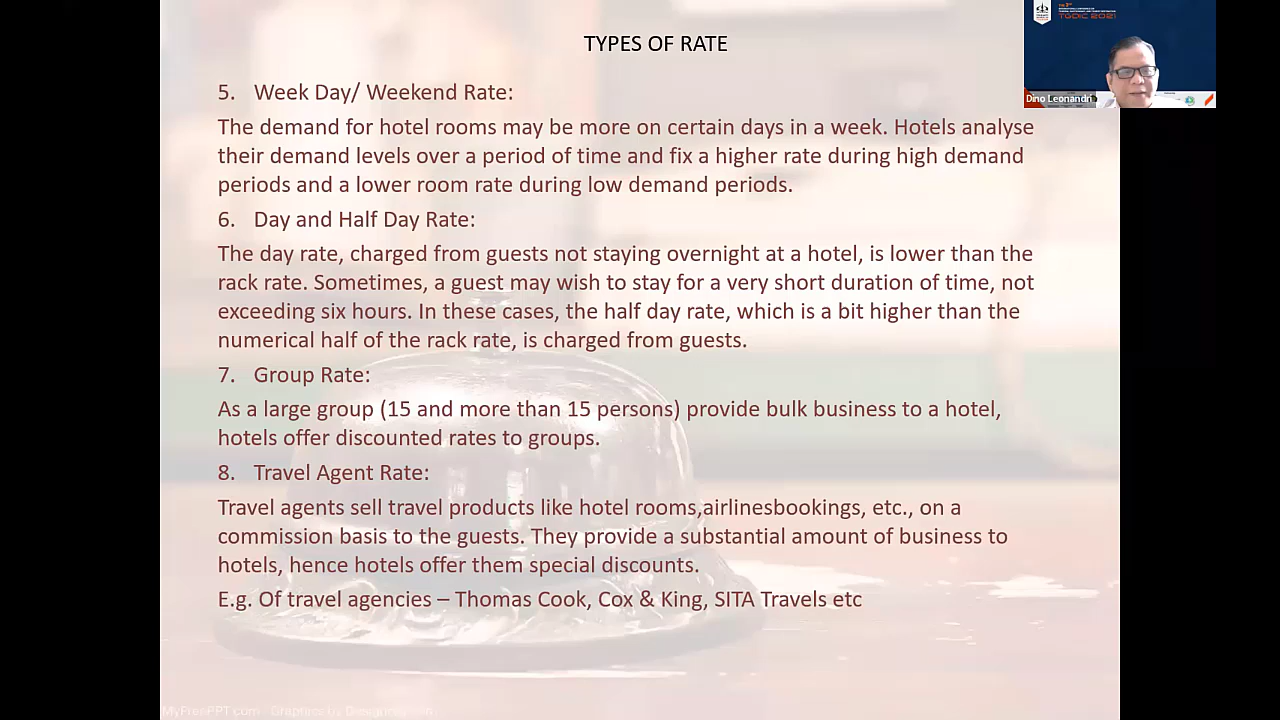 TYPES OF RATE
5. Week Day/ Weekend Rate:
The demand for hotel rooms may be more on certain days in a week. Hotels analyse
their demand levels over a period of time and fix a higher rate during high demand
periods and a lower room rate during low demand periods.
6. Day and Half Day Rate:
The day rate, charged from guests not staying overnight at a hotel, is lower than the
rack rate. Sometimes, a guest may wish to stay for a very short duration of time, not
exceeding six hours. In these cases, the half day rate, which is a bit higher than the
numerical half of the rack rate, is charged from guests.
7. Group Rate:
As a large group (15 and more than 15 persons) provide bulk business to a hotel,
hotels offer discounted rates to groups.
8. Travel Agent Rate:
Travel agents sell travel products like hotel rooms,airlinesbookings, etc., on a
commission basis to the guests. They provide a substantial amount of business to
hotels, hence hotels offer them special discounts.
E.g. Of travel agencies – Thomas Cook, Cox & King, SITA Travels etc
TGDIC 2021
Dino Leonandri
MyFreePPT.com